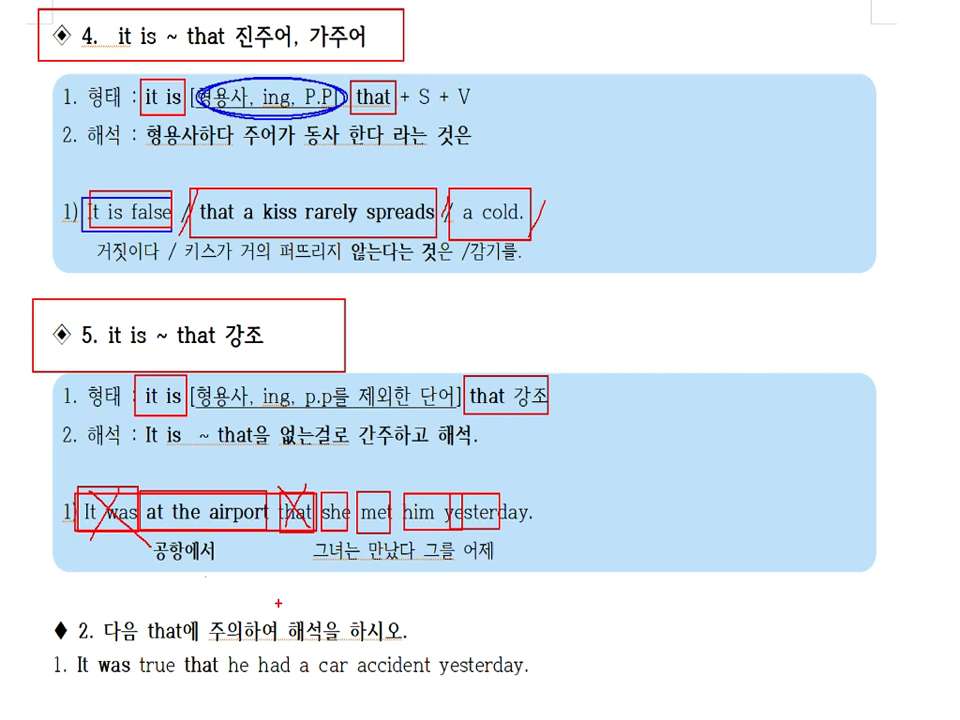 ◈ 4. it is ~ that 진주어, 가주어
1. 형태 : it is [형용사, ing, P.P] that + S + V
2. 해석 : 형용사하다 주어가 동사 한다 라는 것은
1) It is false / that a kiss rarely spreads / a cold.
거짓이다 / 키스가 거의 퍼뜨리지 않는다는 것은 /감기를.
◈ 5. it is ~ that 강조
1. 형태 : it is [형용사, ing, p.p를 제외한 단어] that 강조
2. 해석 : It is ~ that을 없는걸로 간주하고 해석.
1) It was at the airport that she met him yesterday.
공항에서 그녀는 만났다 그를 어제
◆ 2. 다음 that에 주의하여 해석을 하시오.
1. It was true that he had a car accident yesterday.